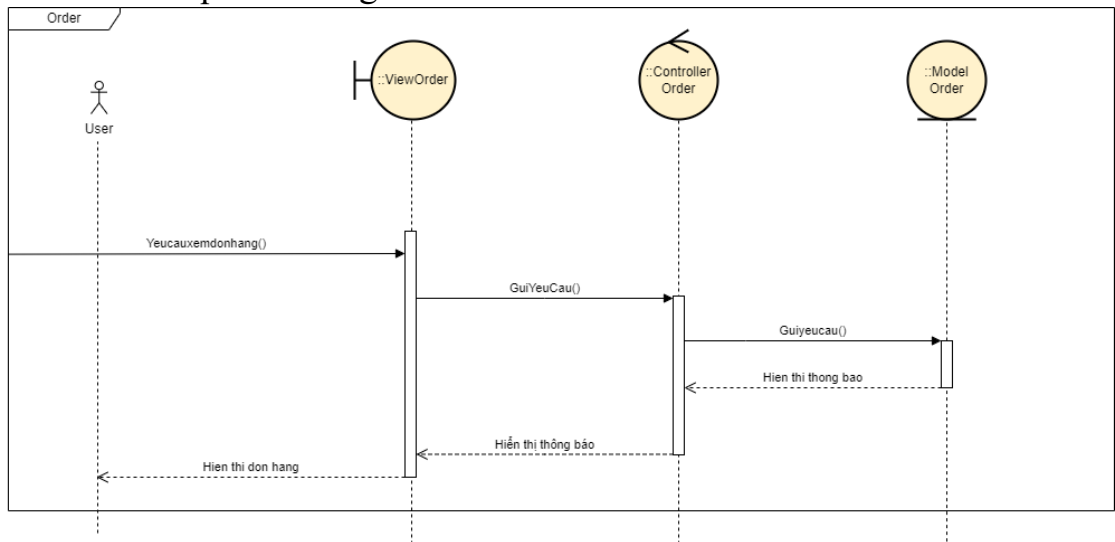 Order
::ViewOrder
::Controller
Order
::Model
Order
User
Yeucauxemdonhang()
GuiYeuCau()
Guiyeucau()
Hien thi thong bao
Hiển thị thông báo
Hien thi don hang